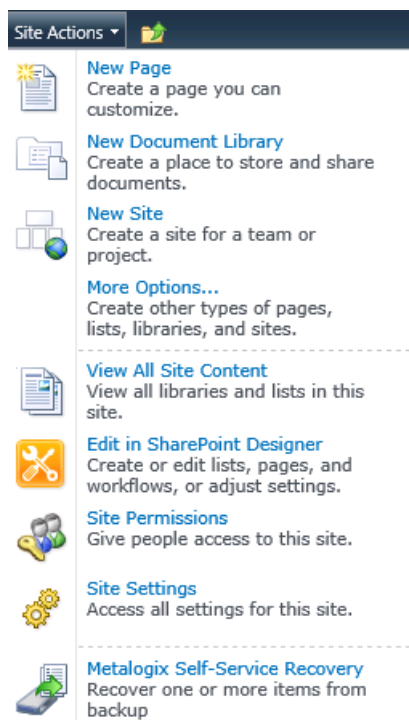 Site Actions
New Page
Create a page you can
customize.
New Document Library
Create a place to store and share
documents.
New Site
Create a site for a team or
project.
More Options...
Create other types of pages,
lists, libraries, and sites.
View All Site Content
View all libraries and lists in this
site.
Edit in SharePoint Designer
Create or edit lists, pages, and
workflows, or adjust settings.
Site Permissions
Give people access to this site.
Site Settings
Access all settings for this site.
Metalogix Self-Service Recovery
Recover one or more items from
backup